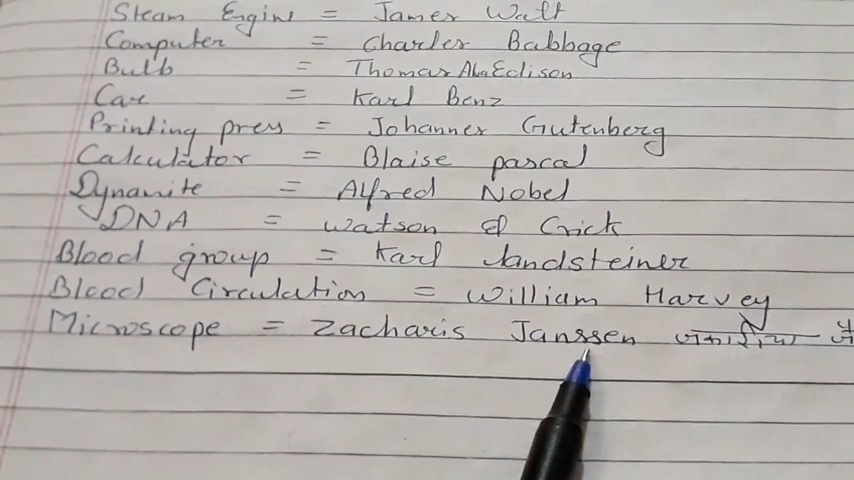 Steam Engine = James Watt
Computer = Charles Babbage
Bulb = Thomas Alva Edison
Car = Karl Benz
Printing press = Johannes Gutenberg
Calculator = Blaise pascal
Dynamite = Alfred Nobel
DNA = Watson & Crick
Blood group = Karl landsteiner
Blood Circulation = William Harvey
Microscope = Zacharis Janssen